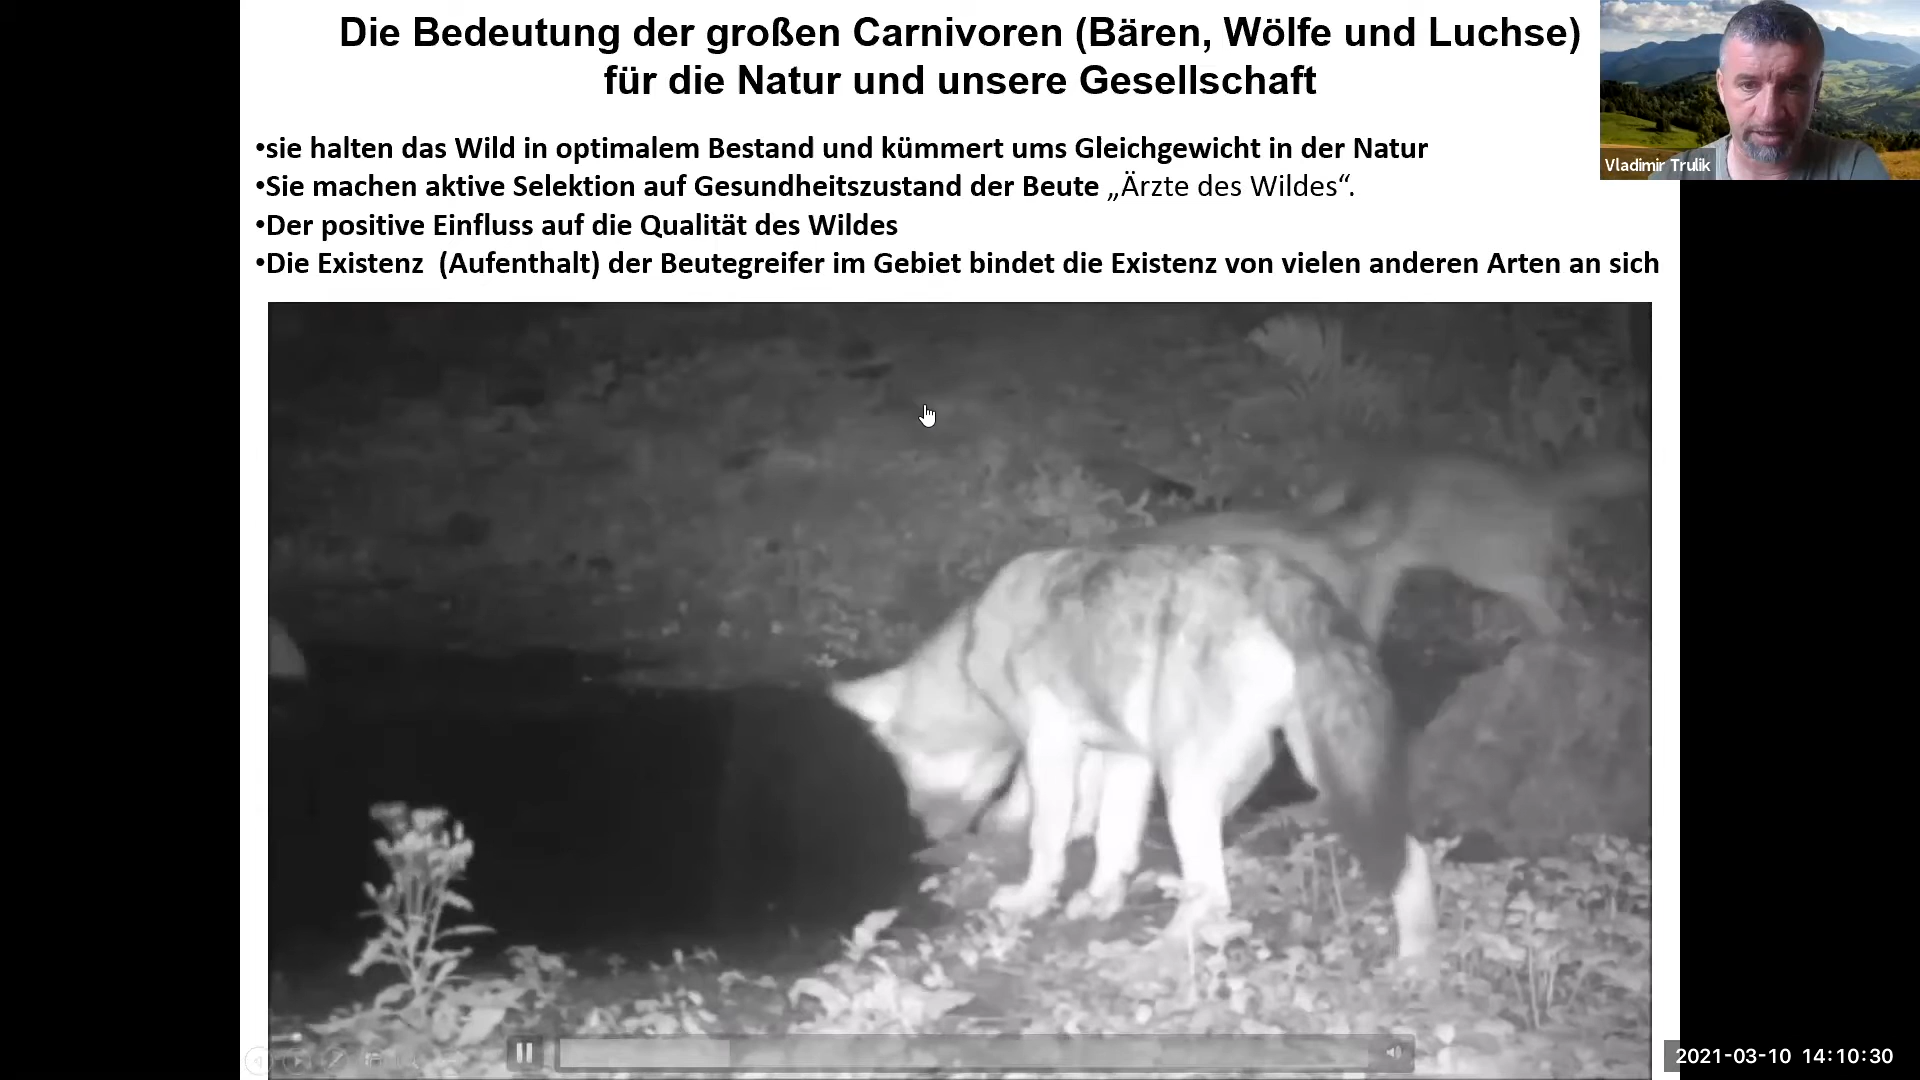 Die Bedeutung der großen Carnivoren (Bären, Wölfe und Luchse)
für die Natur und unsere Gesellschaft
•sie halten das Wild in optimalem Bestand und kümmert ums Gleichgewicht in der Natur
•Sie machen aktive Selektion auf Gesundheitszustand der Beute „Ärzte des Wildes“.
•Der positive Einfluss auf die Qualität des Wildes
•Die Existenz  (Aufenthalt) der Beutegreifer im Gebiet bindet die Existenz von vielen anderen Arten an sich
Vladimir Trulik
2021-03-10 14:10:30